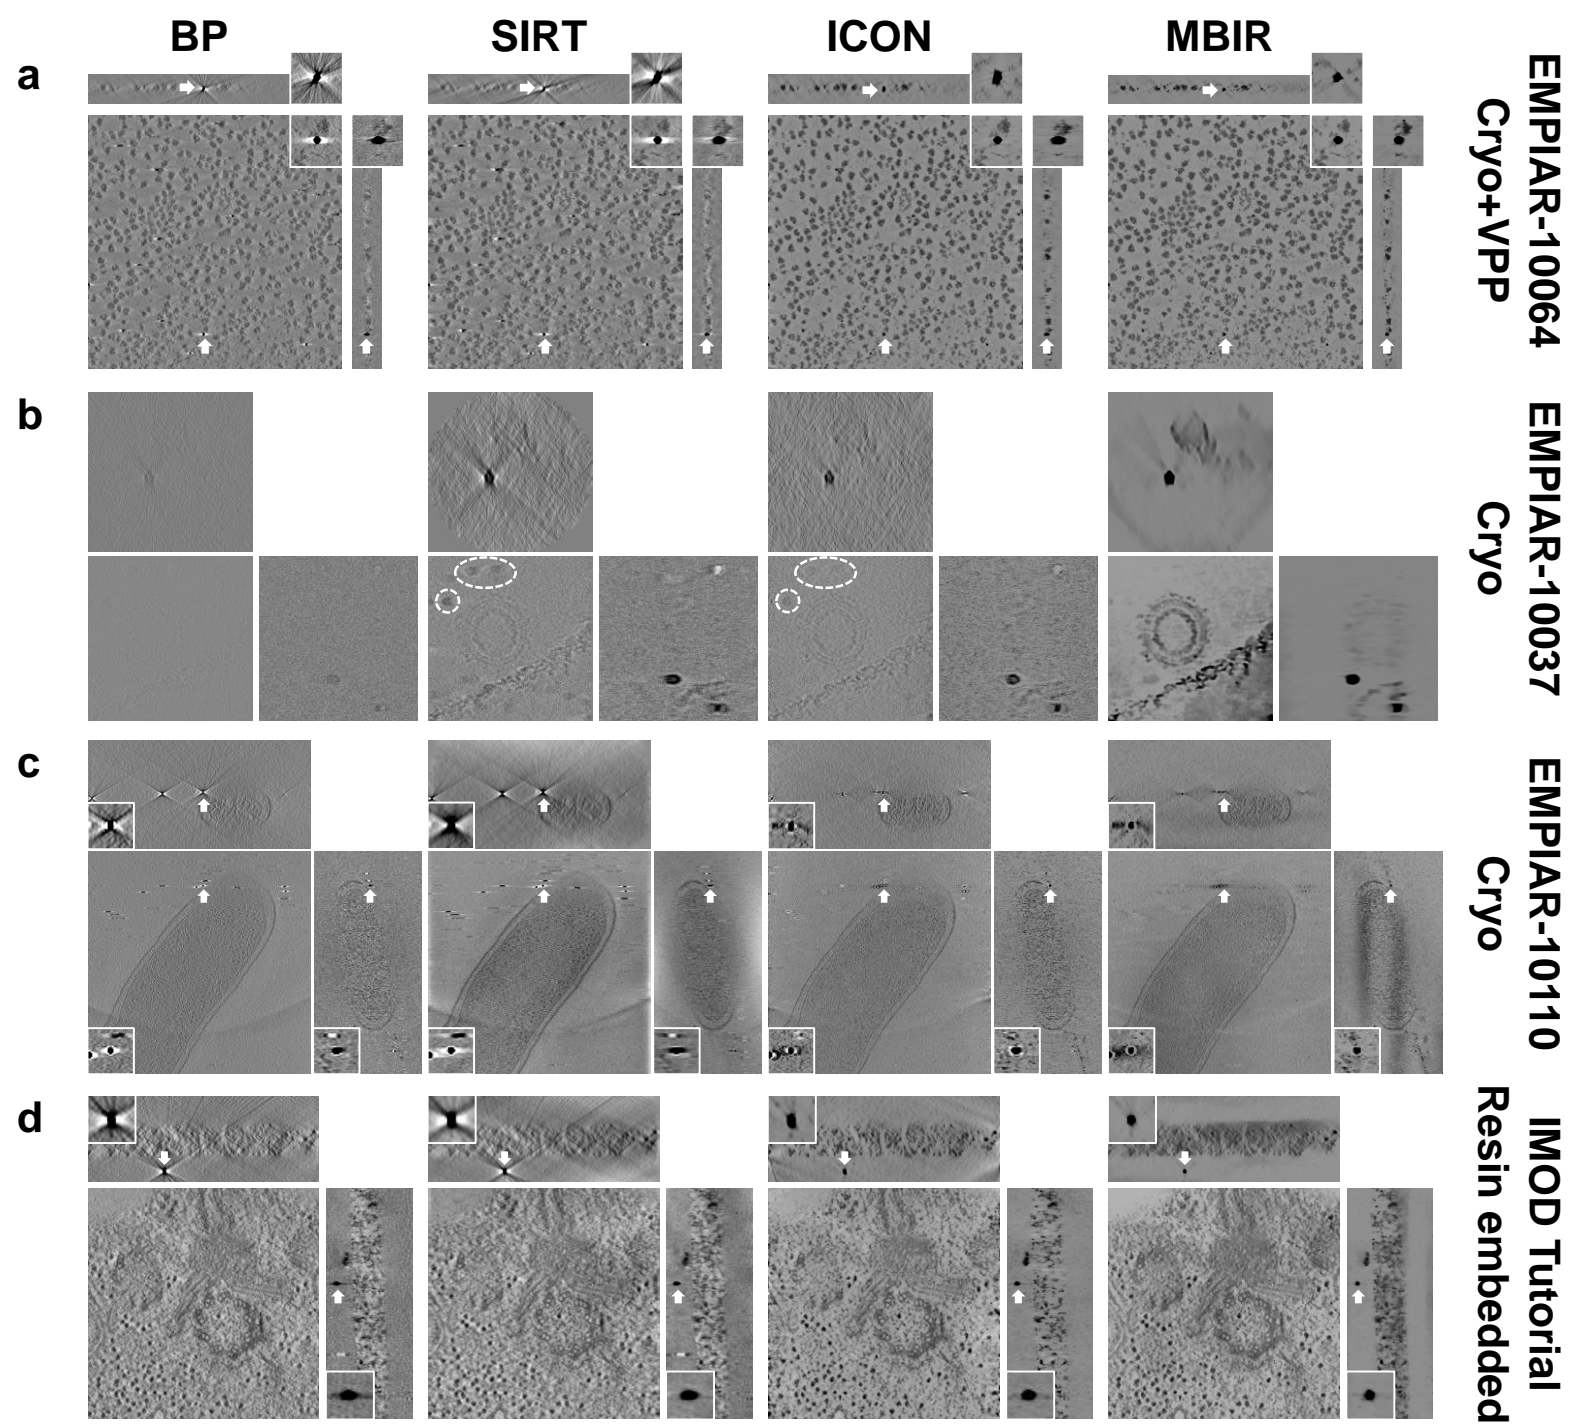 BP
SIRT
ICON
MBIR
a
EMPIAR-10064
Cryo+VPP
b
EMPIAR-10037
Cryo
c
EMPIAR-10110
Cryo
d
IMOD Tutorial
Resin embedded